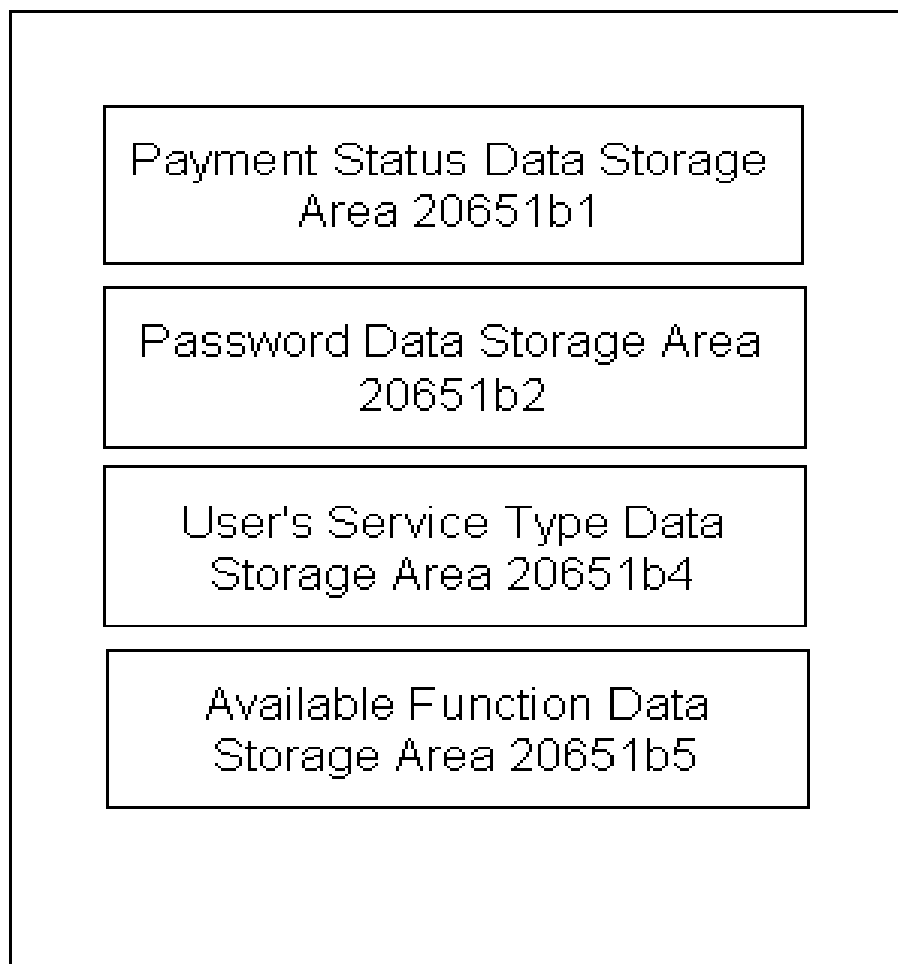 Payment Status Data Storage
Area 20651b1
Password Data Storage Area
20651b2
User's Service Type Data
Storage Area 20651b4
Available Function Data
Storage Area 20651b5